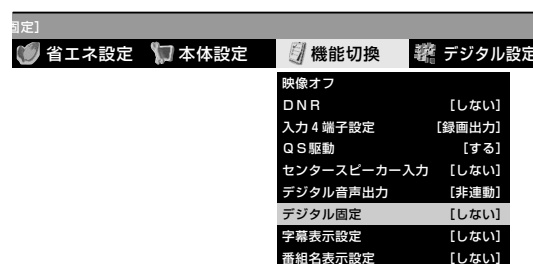 固定]
省エネ設定 本体設定 機能切換 デジタル設定
映像オフ
DNR [しない]
入力4端子設定 [録画出力]
QS駆動 [する]
センタースピーカー入力 [しない]
デジタル音声出力 [非連動]
デジタル固定 [しない]
字幕表示設定 [しない]
番組名表示設定 [しない]